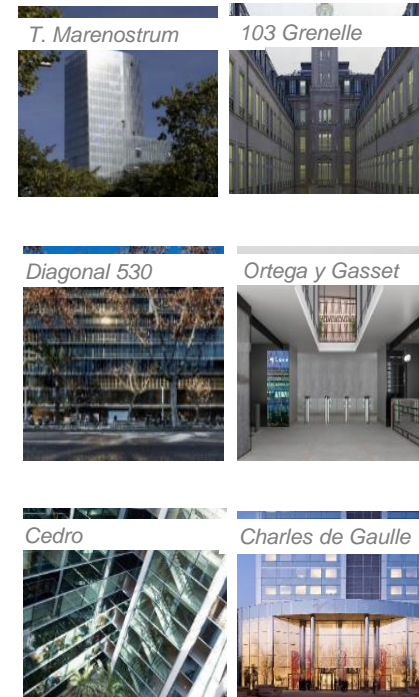 T. Marenostrum
103 Grenelle
Diagonal 530
Ortega y Gasset
Cedro
Charles de Gaulle